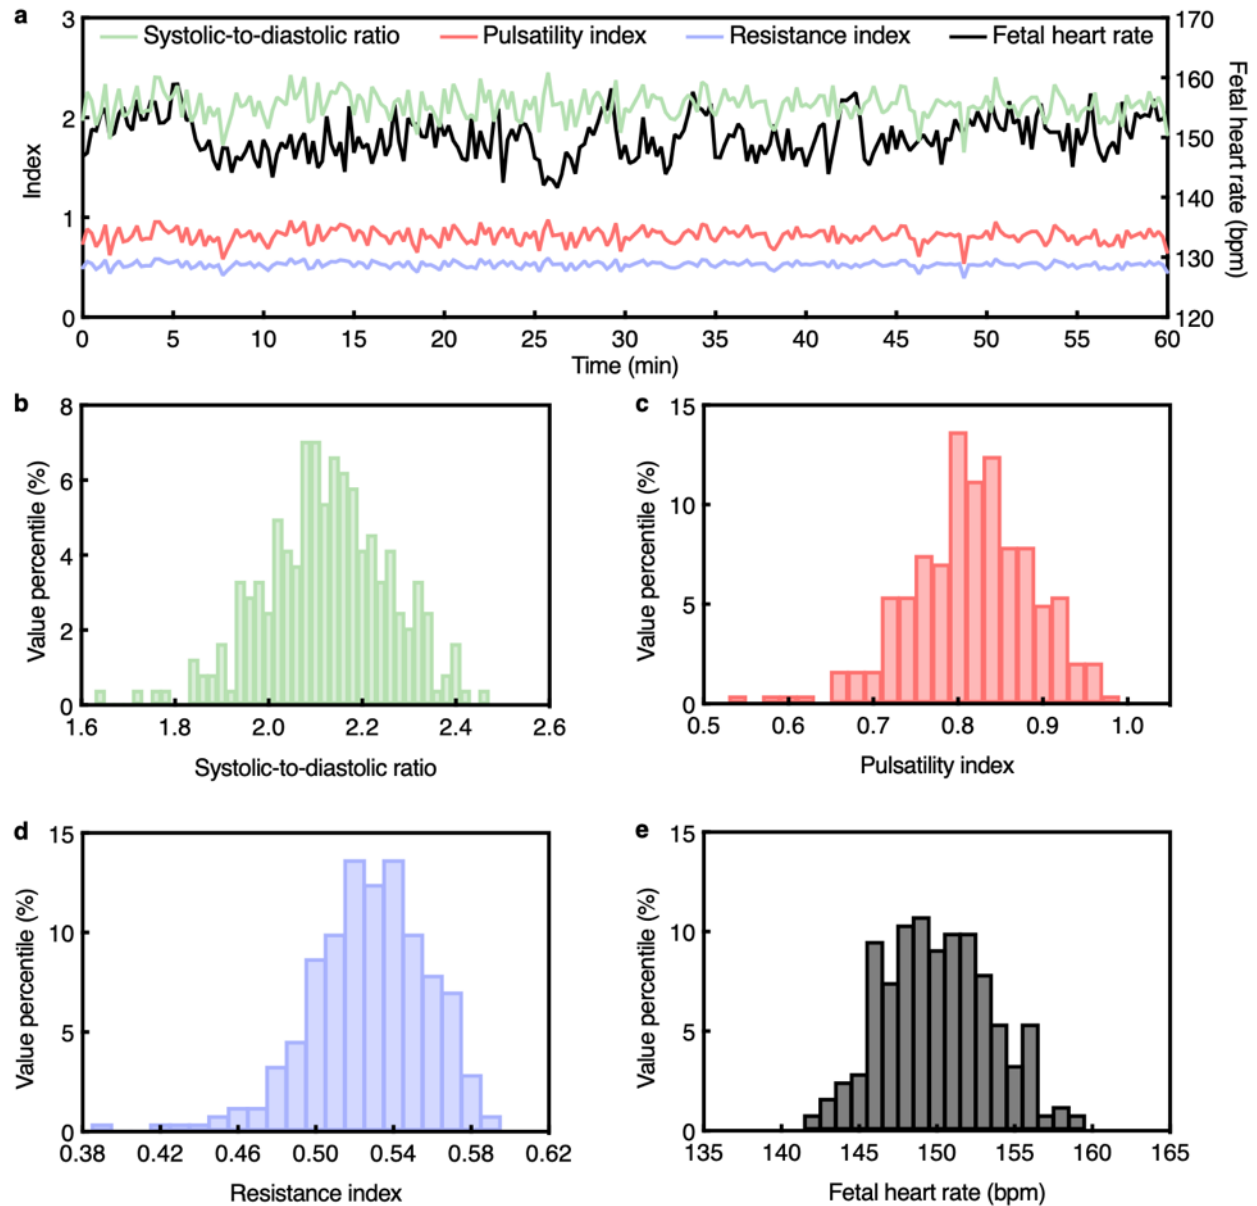 a
Systolic-to-diastolic ratio Pulsatility index Resistance index Fetal heart rate
3
2
1
0
Index
170
160
150
140
130
120
Fetal heart rate (bpm)
0 5 10 15 20 25 30 35 40 45 50 55 60
Time (min)
b
8
6
4
2
0
Value percentile (%)
1.6 1.8 2.0 2.2 2.4 2.6
Systolic-to-diastolic ratio
c
15
10
5
0
Value percentile (%)
0.5 0.6 0.7 0.8 0.9 1.0
Pulsatility index
d
15
10
5
0
Value percentile (%)
0.38 0.42 0.46 0.50 0.54 0.58 0.62
Resistance index
e
15
10
5
0
Value percentile (%)
135 140 145 150 155 160 165
Fetal heart rate (bpm)